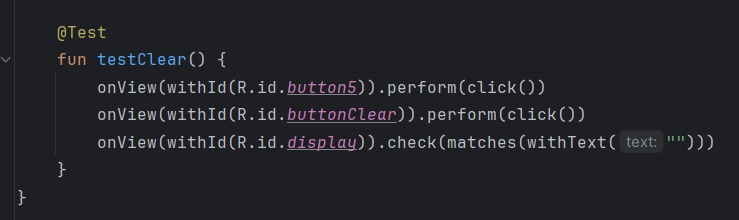 @Test
fun testClear() {
onView(withId(R.id.button5)).perform(click())
onView(withId(R.id.buttonClear)).perform(click())
onView(withId(R.id.display)).check(matches(withText( text: "")))
}
}